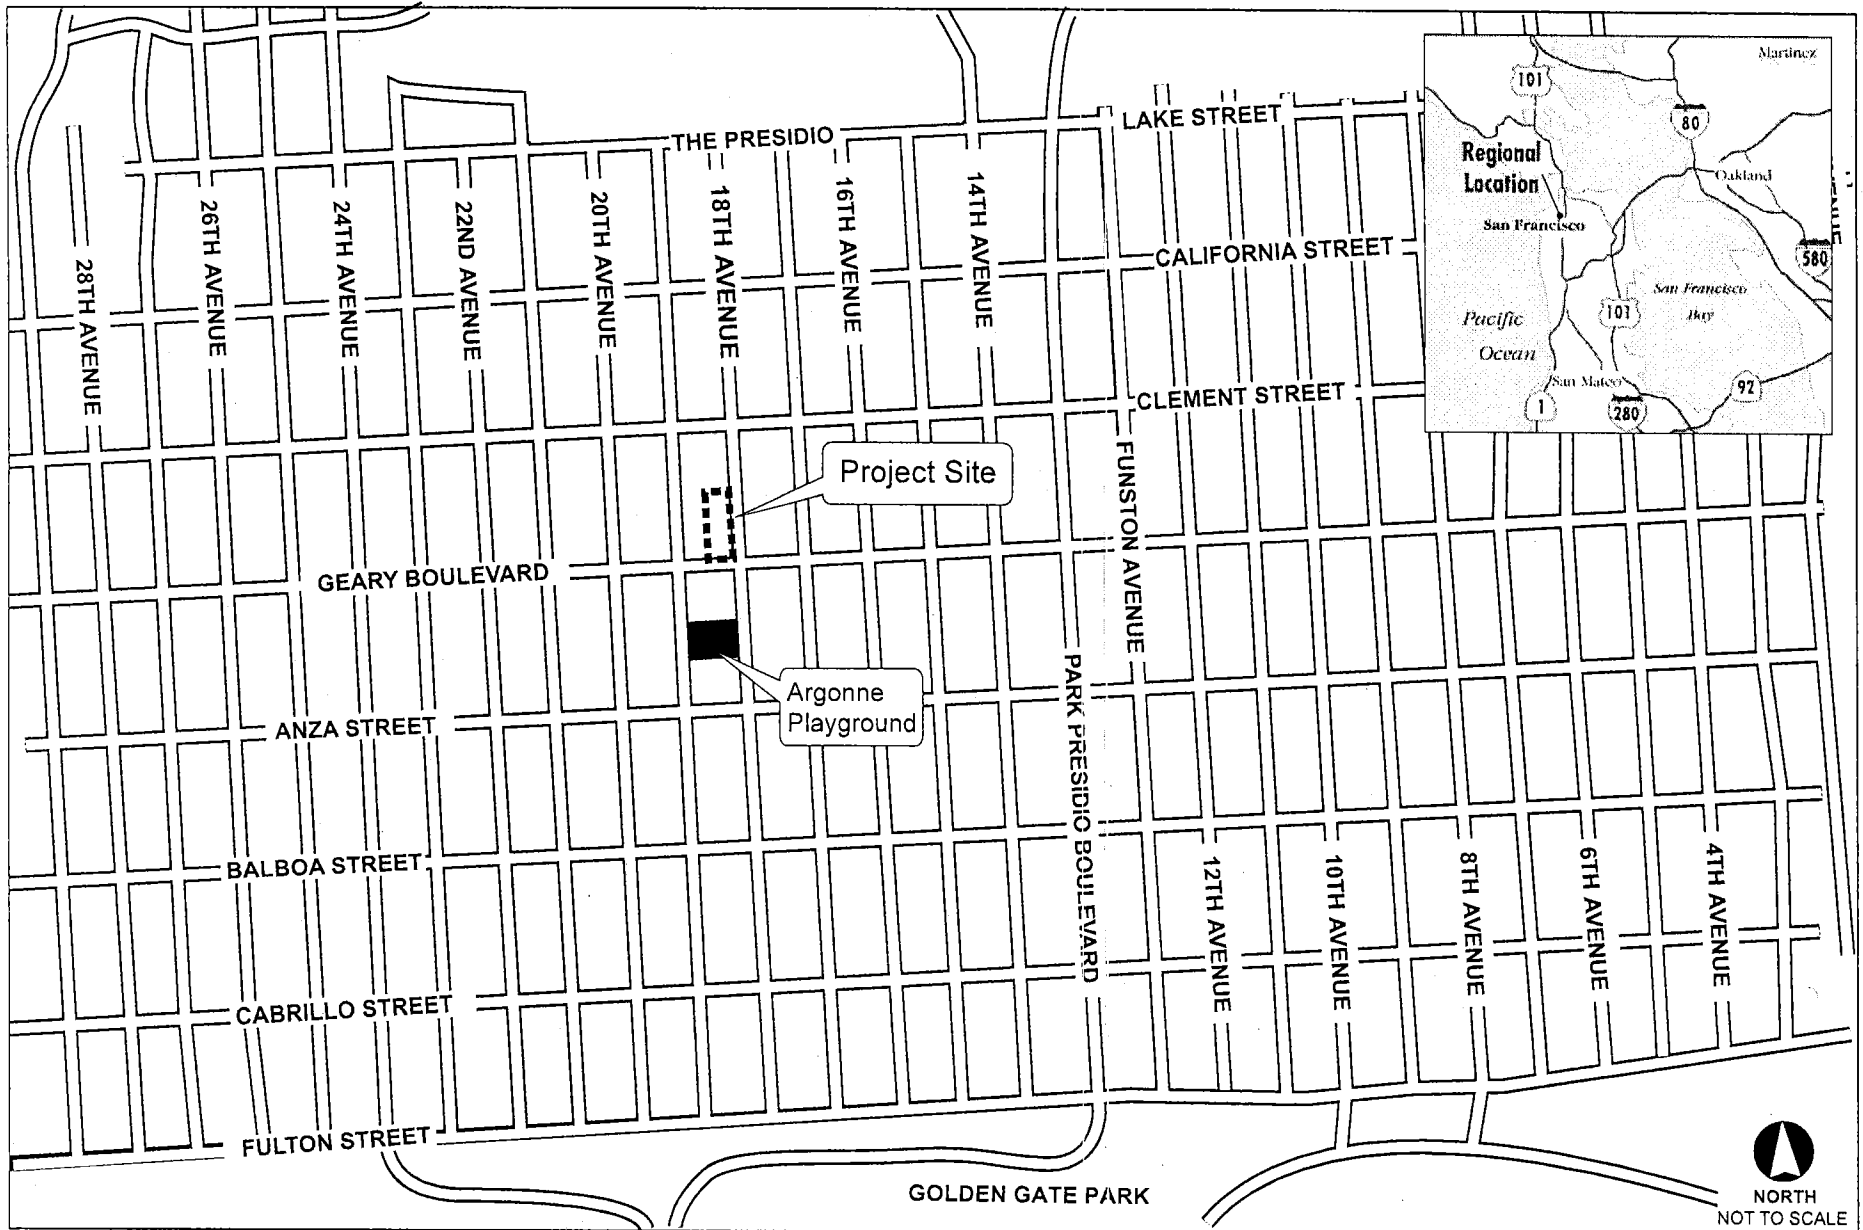 THE PRESIDIO
LAKE STREET
28TH AVENUE
26TH AVENUE
24TH AVENUE
22ND AVENUE
20TH AVENUE
18TH AVENUE
16TH AVENUE
14TH AVENUE
CALIFORNIA STREET
CLEMENT STREET
Project Site
FUNSTON AVENUE
GEARY BOULEVARD
Argonne
Playground
PARK PRESIDIO BOULEVARD
ANZA STREET
BALBOA STREET
12TH AVENUE
10TH AVENUE
8TH AVENUE
6TH AVENUE
4TH AVENUE
CABRILLO STREET
FULTON STREET
GOLDEN GATE PARK
NORTH
NOT TO SCALE
Martinez
101
80
Regional
Location
Oakland
San Francisco
580
San Francisco
Bay
101
Pacific
Ocean
San Mateo
92
1
280